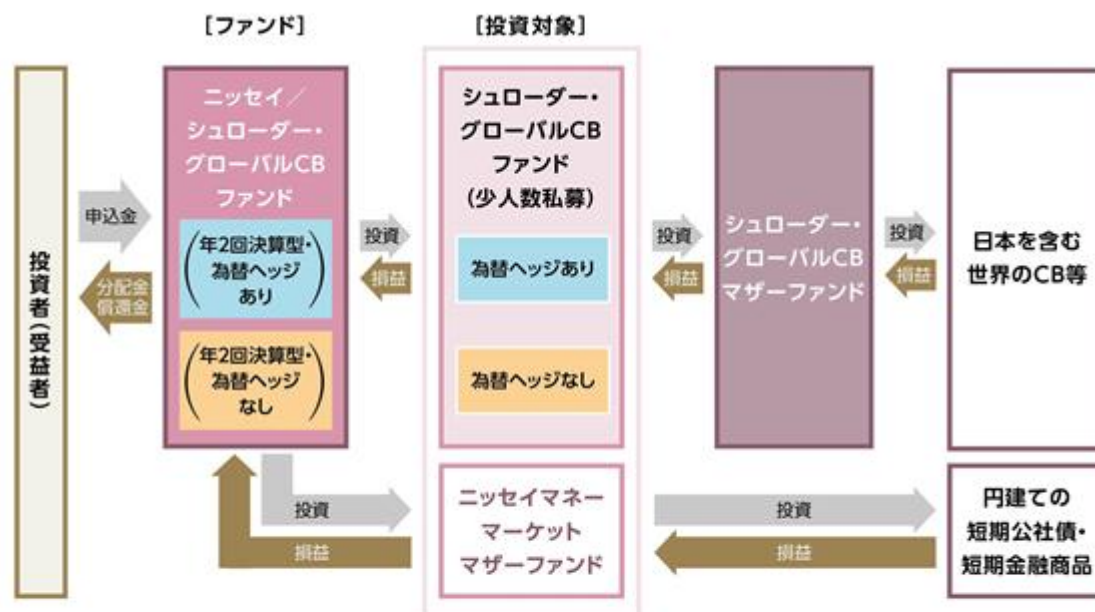 ［ファンド］
［投資対象］
投資者（受益者）
申込金
分配金
償還金
ニッセイ／
シュローダー・
グローバルCB
ファンド
（年2回決算型・
為替ヘッジ
あり）
（年2回決算型・
為替ヘッジ
なし）
投資
損益
シュローダー・
グローバルCB
ファンド
（少人数私募）
為替ヘッジあり
為替ヘッジなし
投資
損益
シュローダー・
グローバルCB
マザーファンド
投資
損益
日本を含む
世界のCB等
投資
損益
ニッセイマネー
マーケット
マザーファンド
投資
損益
円建ての
短期公社債・
短期金融商品